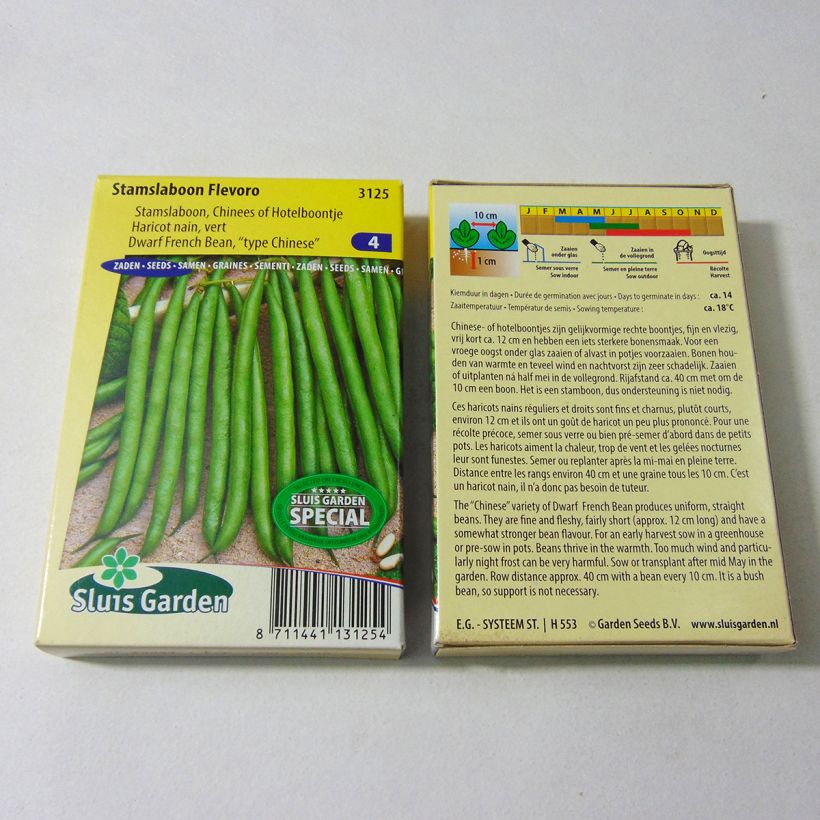 Stamslaboon Flevoro
3125
Stamslaboon, Chinees of Hotelboontje
Haricot nain, vert
Dwarf French Bean, "type Chinese"
4
ZADEN • SEEDS • SAMEN • GRAINES • SEMENTI • ZADEN • SEEDS • SAMEN • G
SLUIS GARDEN
SPECIAL
Sluis Garden
8 711441 131254
10 cm
1 cm
J F M A M J J A S O N D
Zaaien
onder glas
Semer sous verre
Sow indoor
Zaaien in
de vollegrond
Semer en pleine terre
Sow outdoor
Oogsttijd
Récolte
Harvest
Kiemduur in dagen • Durée de germination avec jours • Days to germinate in days : ca. 14
Zaaitemperatuur • Températur de semis • Sowing temperature : ca. 18°C
Chinese- of hotelboontjes zijn gelijkvormige rechte boontjes, fijn en vlezig,
vrij kort ca. 12 cm en hebben een iets sterkere bonensmaak. Voor een
vroege oogst onder glas zaaien of alvast in potjes voorzaaien. Bonen hou-
den van warmte en teveel wind en nachtvorst zijn zeer schadelijk. Zaaien
of uitplanten ná half mei in de vollegrond. Rijafstand ca. 40 cm met om de
10 cm een boon. Het is een stamboon, dus ondersteuning is niet nodig.
Ces haricots nains réguliers et droits sont fins et charnus, plutôt courts,
environ 12 cm et ils ont un goût de haricot un peu plus prononcé. Pour une
récolte précoce, semer sous verre ou bien pré-semer d'abord dans de petits
pots. Les haricots aiment la chaleur, trop de vent et les gelées nocturnes
leur sont funestes. Semer ou replanter après la mi-mai en pleine terre.
Distance entre les rangs environ 40 cm et une graine tous les 10 cm. C'est
un haricot nain, il n'a donc pas besoin de tuteur.
The "Chinese" variety of Dwarf French Bean produces uniform, straight
beans. They are fine and fleshy, fairly short (approx. 12 cm long) and have a
somewhat stronger bean flavour. For an early harvest sow in a greenhouse
or pre-sow in pots. Beans thrive in the warmth. Too much wind and particu-
larly night frost can be very harmful. Sow or transplant after mid May in the
garden. Row distance approx. 40 cm with a bean every 10 cm. It is a bush
bean, so support is not necessary.
E.G. - SYSTEEM ST. | H 553 © Garden Seeds B.V. www.sluisgarden.nl